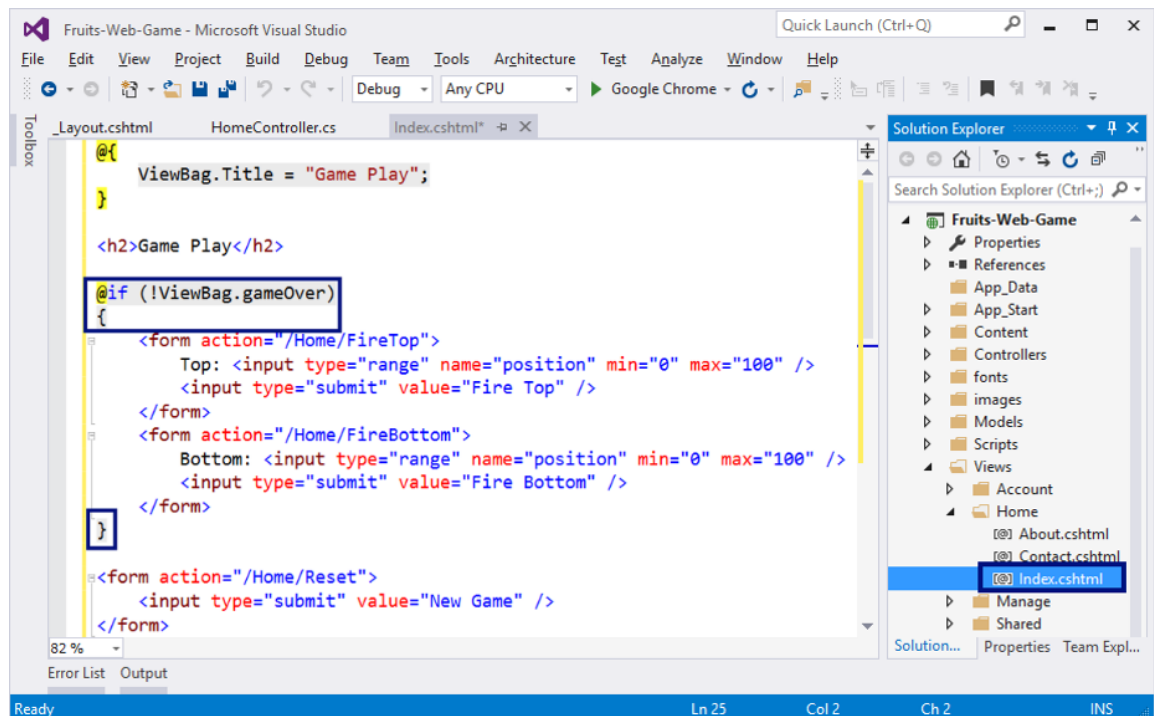 Fruits-Web-Game - Microsoft Visual Studio
Quick Launch (Ctrl+Q)
File Edit View Project Build Debug Team Tools Architecture Test Analyze Window Help
Debug Any CPU Google Chrome
Toolbox
_Layout.cshtml HomeController.cs Index.cshtml*
@{
ViewBag.Title = "Game Play";
}
<h2>Game Play</h2>
@if (!ViewBag.gameOver)
{
<form action="/Home/FireTop">
Top: <input type="range" name="position" min="0" max="100" />
<input type="submit" value="Fire Top" />
</form>
<form action="/Home/FireBottom">
Bottom: <input type="range" name="position" min="0" max="100" />
<input type="submit" value="Fire Bottom" />
</form>
}
<form action="/Home/Reset">
<input type="submit" value="New Game" />
</form>
82 %
Solution Explorer
Search Solution Explorer (Ctrl+;)
Fruits-Web-Game
Properties
References
App_Data
App_Start
Content
Controllers
fonts
images
Models
Scripts
Views
Account
Home
[@] About.cshtml
[@] Contact.cshtml
[@] Index.cshtml
Manage
Shared
Solution... Properties Team Expl...
Error List Output
Ready Ln 25 Col 2 Ch 2 INS